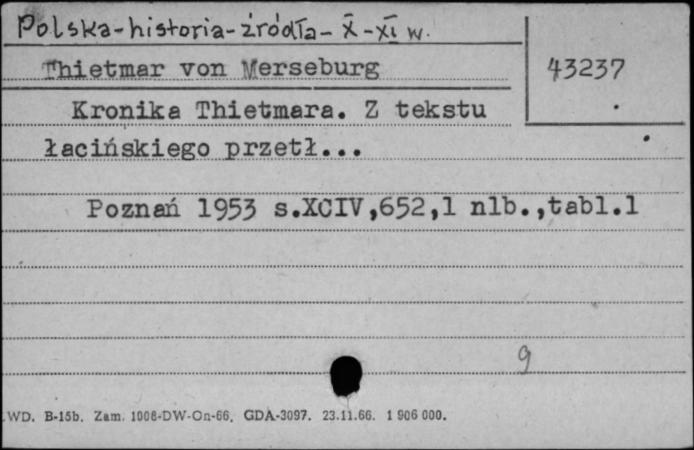 Polska-historia-źródła-X-XI w.
Thietmar von Merseburg
43237
Kronika Thietmara. Z tekstu
łacińskiego przetł...
Poznań 1953 s.XCIV,652,1 nlb.,tabl.1
9
WD. B-15b. Zam. 1008-DW-On-66. GDA-3097. 23.11.66. 1 906 000.